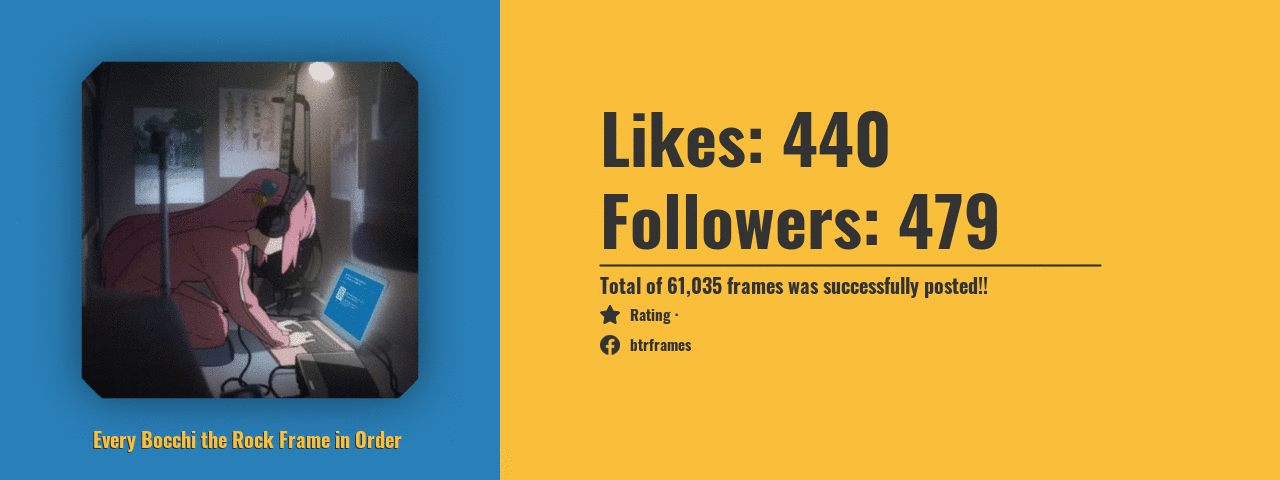 Likes: 440
Followers: 479
Total of 61,035 frames was successfully posted!!
Rating ·
btrframes
Every Bocchi the Rock Frame in Order